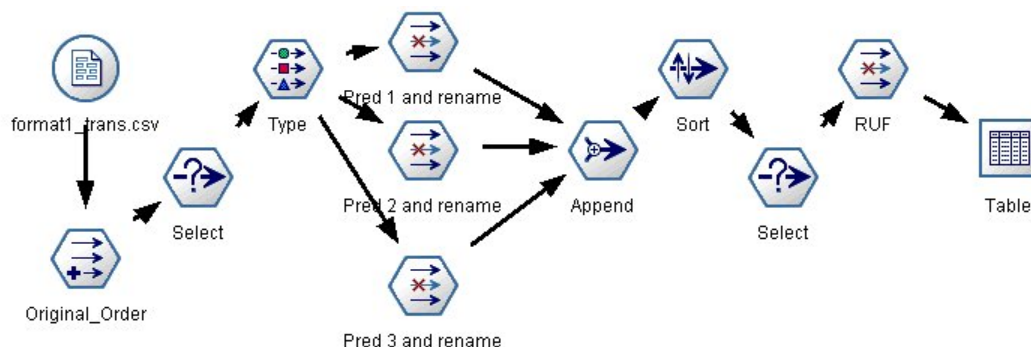 format1_trans.csv
Original_Order
Select
Type
Pred 1 and rename
Pred 2 and rename
Pred 3 and rename
Append
Sort
Select
RUF
Table